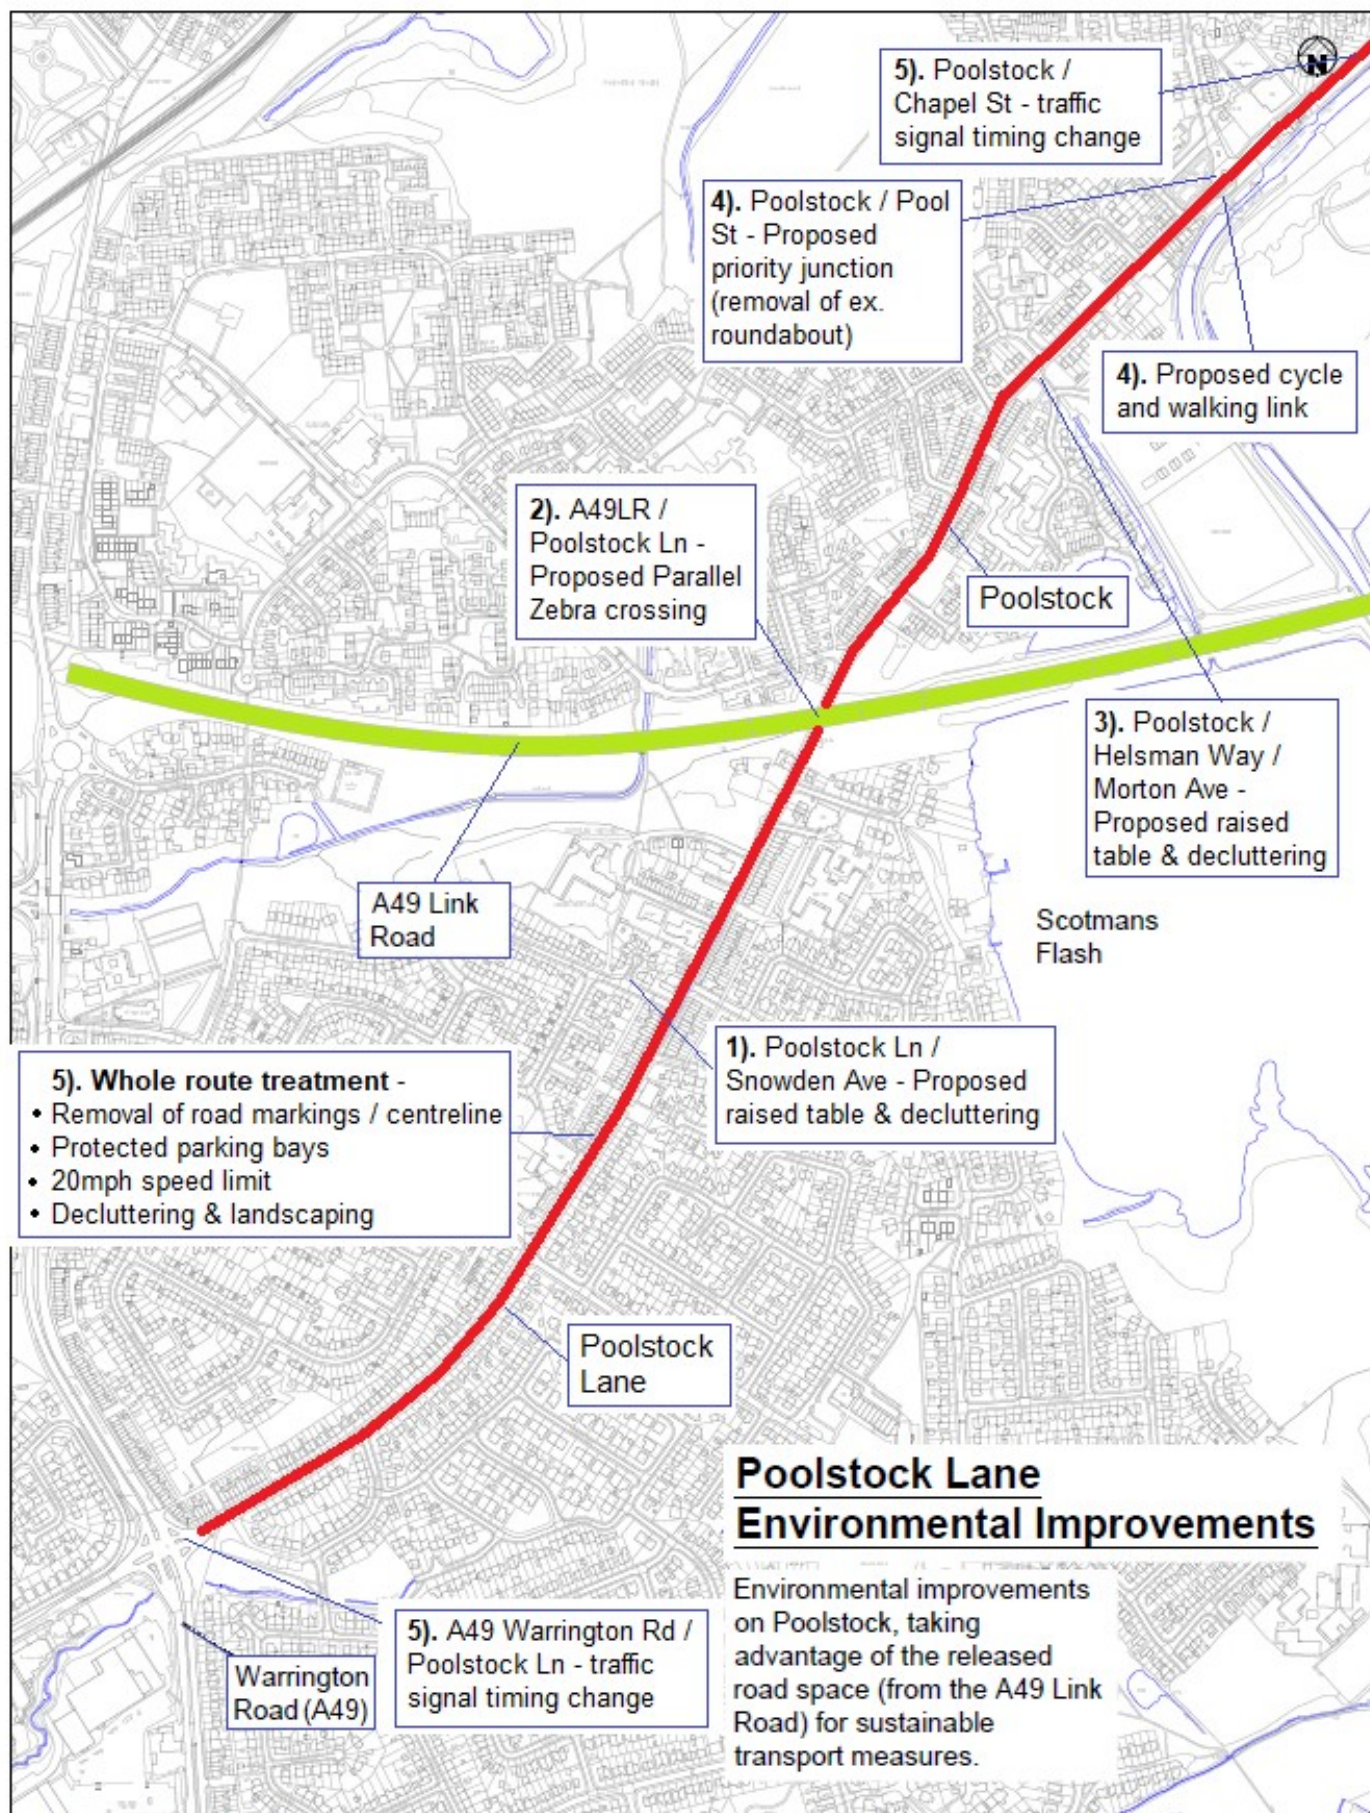 5). Poolstock /
Chapel St - traffic
signal timing change
N
4). Poolstock / Pool
St - Proposed
priority junction
(removal of ex.
roundabout)
4). Proposed cycle
and walking link
2). A49LR /
Poolstock Ln -
Proposed Parallel
Zebra crossing
Poolstock
3). Poolstock /
Helsman Way /
Morton Ave -
Proposed raised
table & decluttering
A49 Link
Road
Scotmans
Flash
1). Poolstock Ln /
Snowden Ave - Proposed
raised table & decluttering
5). Whole route treatment -
• Removal of road markings / centreline
• Protected parking bays
• 20mph speed limit
• Decluttering & landscaping
Poolstock
Lane
Poolstock Lane
Environmental Improvements
Environmental improvements
on Poolstock, taking
advantage of the released
road space (from the A49 Link
Road) for sustainable
transport measures.
5). A49 Warrington Rd /
Poolstock Ln - traffic
signal timing change
Warrington
Road (A49)